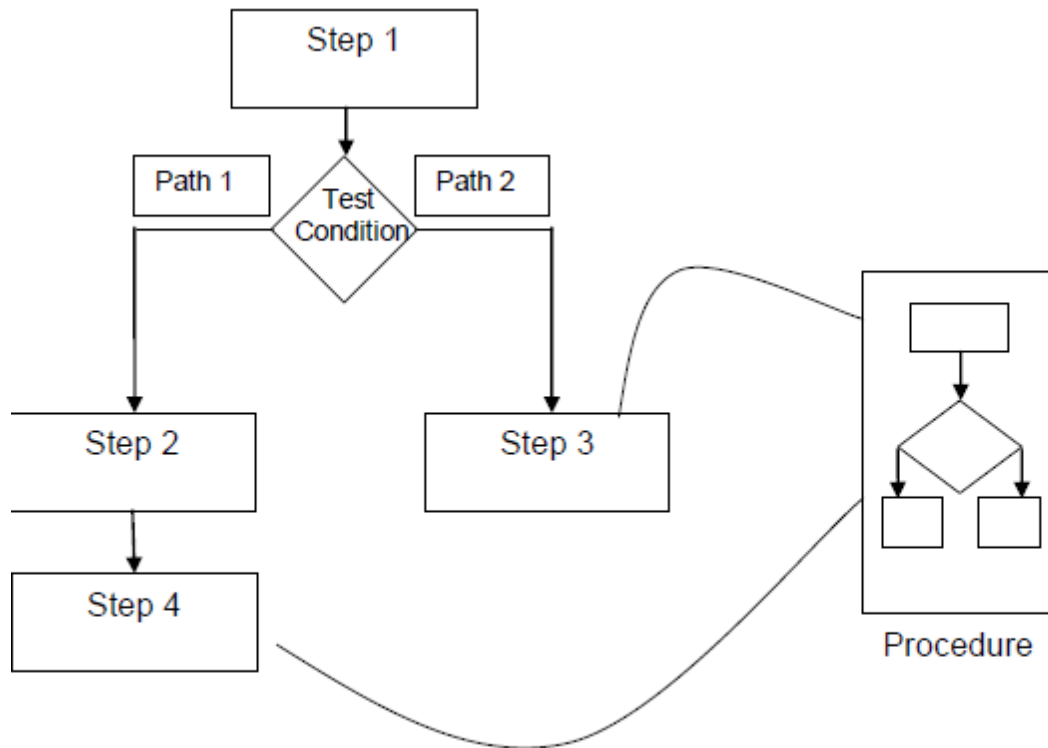 Step 1
Path 1
Path 2
Test
Condition
Step 2
Step 3
Step 4
Procedure